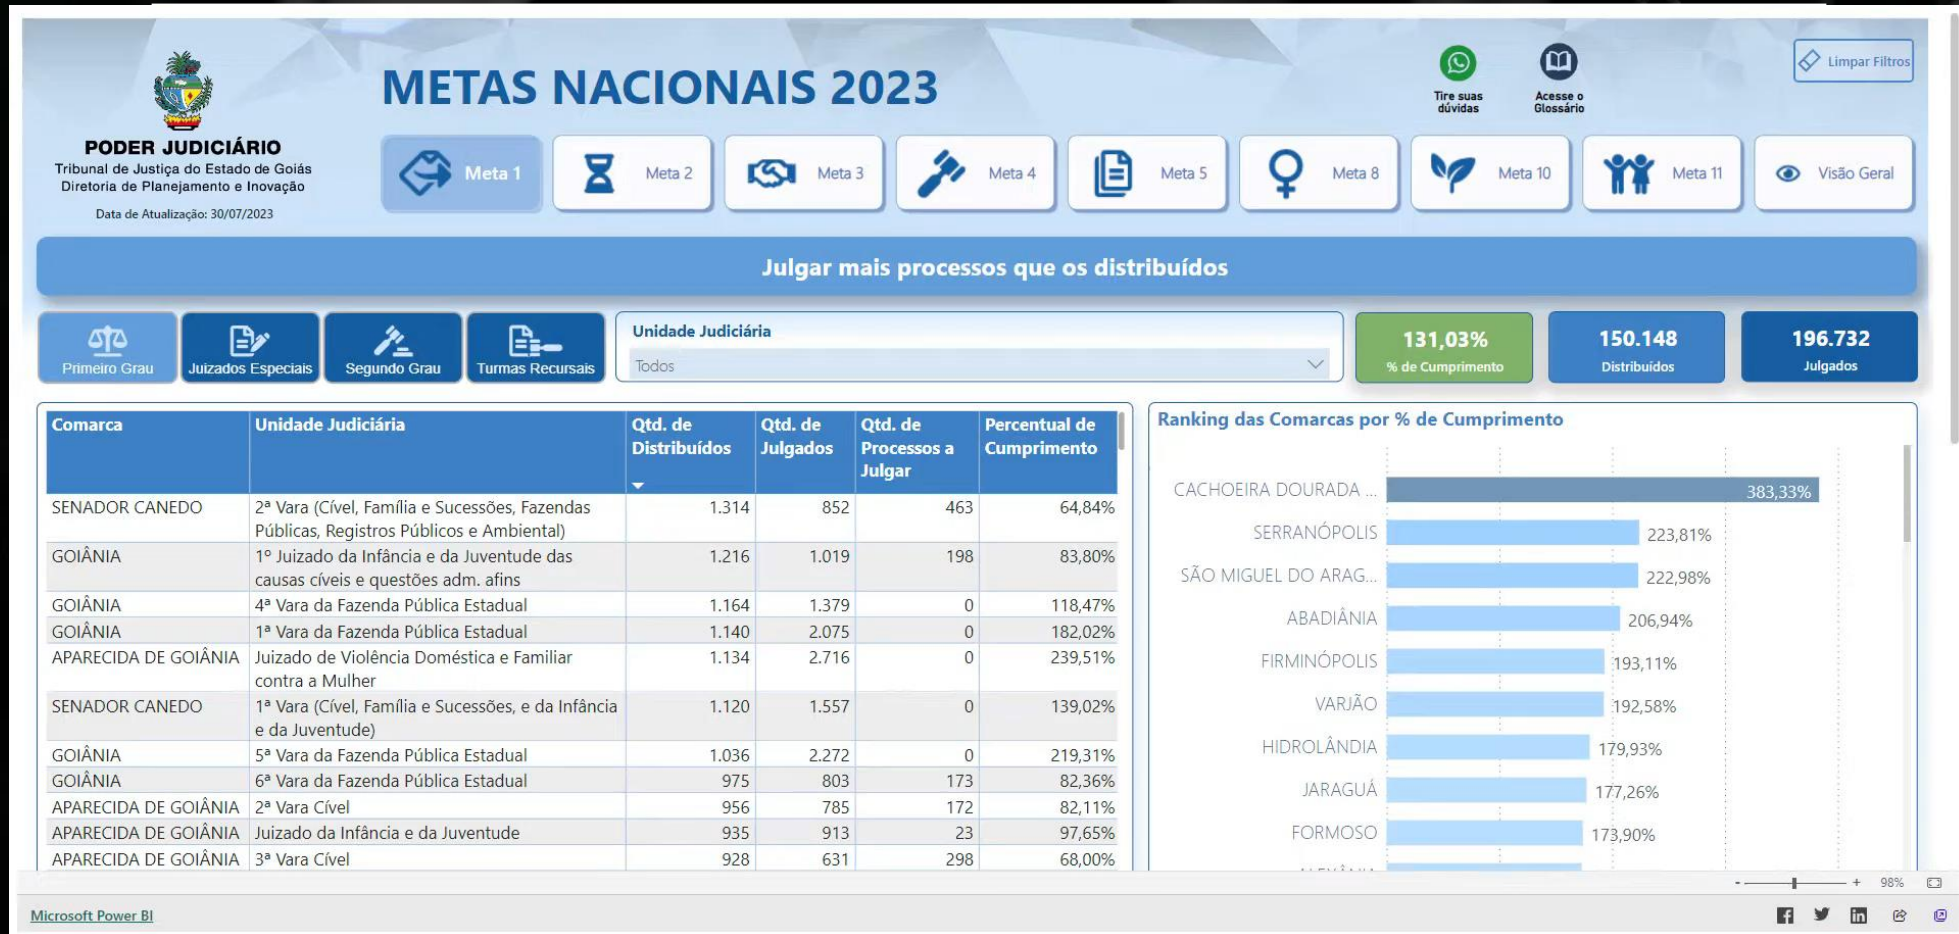 METAS NACIONAIS 2023
Tire suas
dúvidas
Acesse o
Glossário
Limpar Filtros
PODER JUDICIÁRIO
Tribunal de Justiça do Estado de Goiás
Diretoria de Planejamento e Inovação
Data de Atualização: 30/07/2023
Meta 1
Meta 2
Meta 3
Meta 4
Meta 5
Meta 8
Meta 10
Meta 11
Visão Geral
Julgar mais processos que os distribuídos
Primeiro Grau
Juizados Especiais
Segundo Grau
Turmas Recursais
Unidade Judiciária
Todos
131,03%
% de Cumprimento
150.148
Distribuídos
196.732
Julgados
Comarca
Unidade Judiciária
Qtd. de
Distribuídos
Qtd. de
Julgados
Qtd. de
Processos a
Julgar
Percentual de
Cumprimento
SENADOR CANEDO 2ª Vara (Cível, Família e Sucessões, Fazendas 1.314 852 463 64,84%
Públicas, Registros Públicos e Ambiental)
GOIÂNIA 1º Juizado da Infância e da Juventude das 1.216 1.019 198 83,80%
causas cíveis e questões adm. afins
GOIÂNIA 4ª Vara da Fazenda Pública Estadual 1.164 1.379 0 118,47%
GOIÂNIA 1ª Vara da Fazenda Pública Estadual 1.140 2.075 0 182,02%
APARECIDA DE GOIÂNIA Juizado de Violência Doméstica e Familiar 1.134 2.716 0 239,51%
contra a Mulher
SENADOR CANEDO 1ª Vara (Cível, Família e Sucessões, e da Infância 1.120 1.557 0 139,02%
e da Juventude)
GOIÂNIA 5ª Vara da Fazenda Pública Estadual 1.036 2.272 0 219,31%
GOIÂNIA 6ª Vara da Fazenda Pública Estadual 975 803 173 82,36%
APARECIDA DE GOIÂNIA 2ª Vara Cível 956 785 172 82,11%
APARECIDA DE GOIÂNIA Juizado da Infância e da Juventude 935 913 23 97,65%
APARECIDA DE GOIÂNIA 3ª Vara Cível 928 631 298 68,00%
Ranking das Comarcas por % de Cumprimento
CACHOEIRA DOURADA ... 383,33%
SERRANÓPOLIS 223,81%
SÃO MIGUEL DO ARAG... 222,98%
ABADIÂNIA 206,94%
FIRMINÓPOLIS 193,11%
VARJÃO 192,58%
HIDROLÂNDIA 179,93%
JARAGUÁ 177,26%
FORMOSO 173,90%
- + 98%
Microsoft Power BI